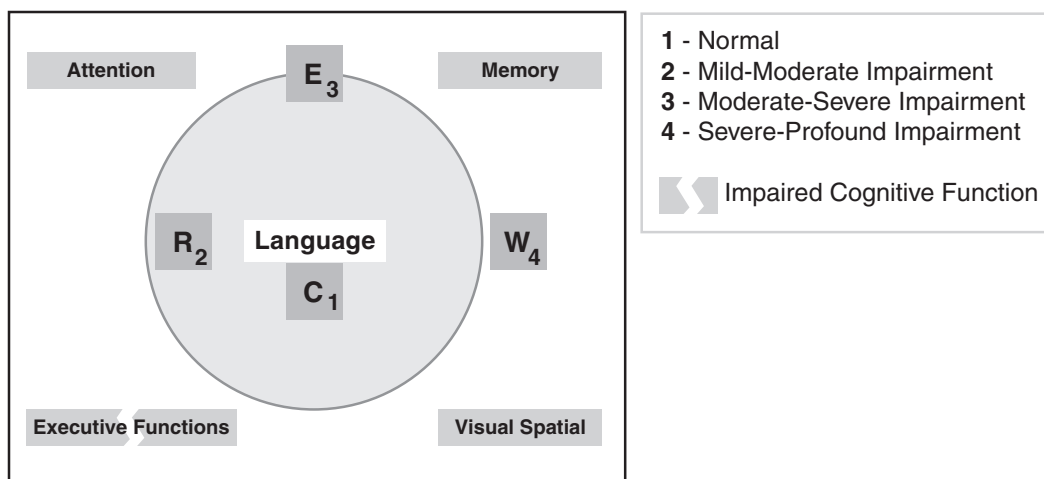 Attention
E3
Memory
R2
Language
W4
C1
Executive Functions
Visual Spatial
1 - Normal
2 - Mild-Moderate Impairment
3 - Moderate-Severe Impairment
4 - Severe-Profound Impairment
Impaired Cognitive Function